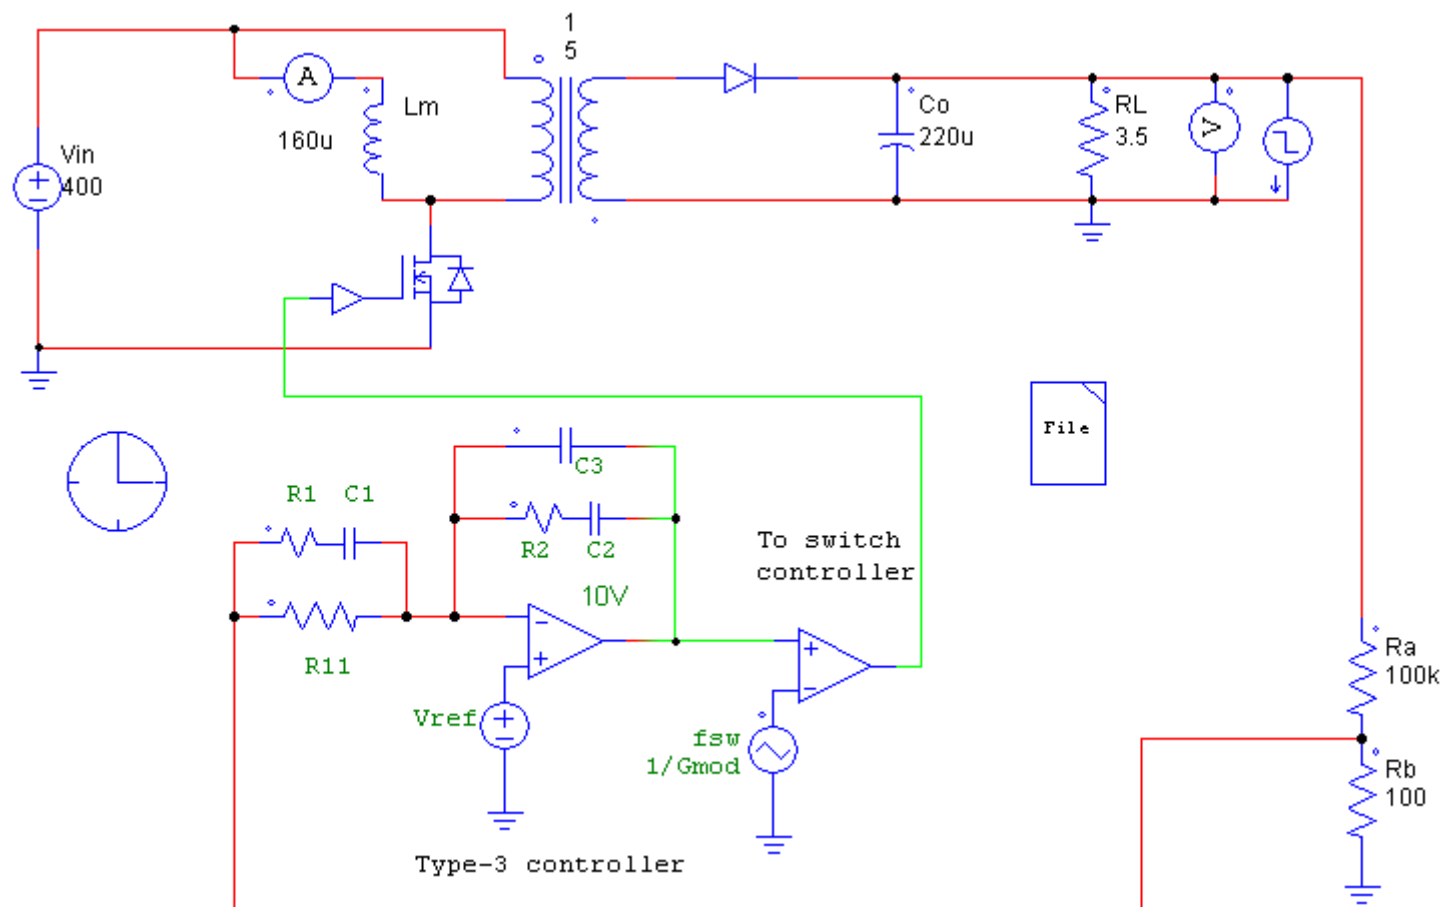 1
5
A
Lm
160u
Vin
400
Co
220u
RL
3.5
V
File
R1 C1
C3
R2 C2
10V
R11
To switch
controller
Vref
fsw
1/Gmod
Ra
100k
Rb
100
Type-3 controller